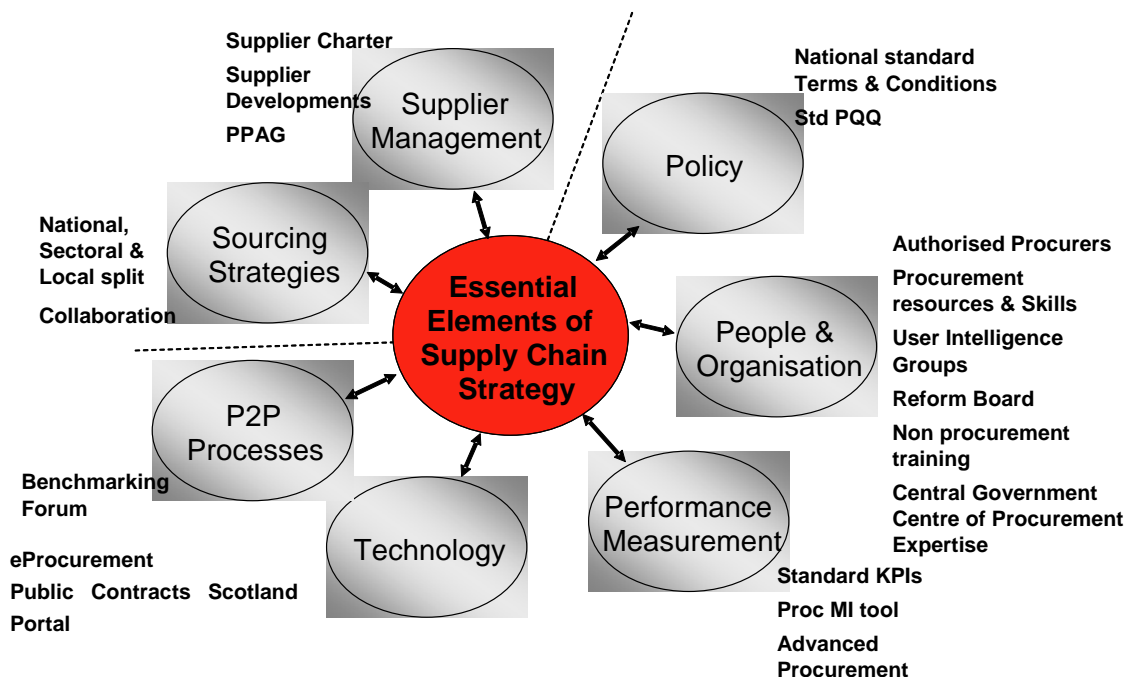 Supplier Charter
Supplier
Developments
PPAG
Supplier
Management
National standard
Terms & Conditions
Std PQQ
Policy
National,
Sectoral &
Local split
Collaboration
Sourcing
Strategies
Essential
Elements of
Supply Chain
Strategy
People &
Organisation
Authorised Procurers
Procurement
resources & Skills
User Intelligence
Groups
Reform Board
Non procurement
training
Central Government
Centre of Procurement
Expertise
P2P
Processes
Benchmarking
Forum
eProcurement
Public Contracts Scotland
Portal
Technology
Performance
Measurement
Standard KPIs
Proc MI tool
Advanced
Procurement